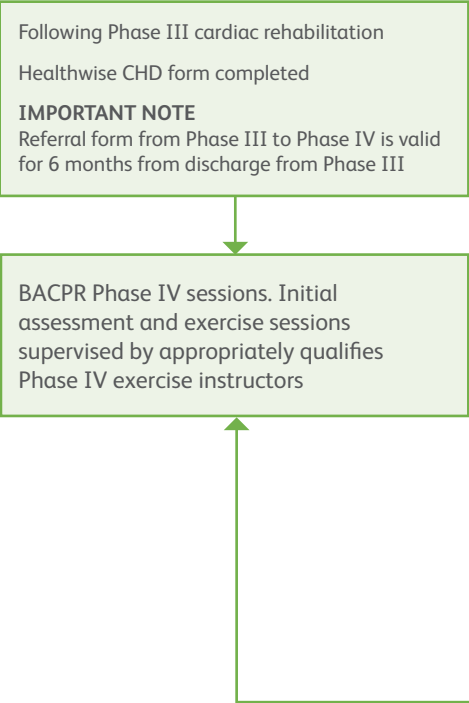 Following Phase III cardiac rehabilitation
Healthwise CHD form completed
IMPORTANT NOTE
Referral form from Phase III to Phase IV is valid
for 6 months from discharge from Phase III
BACPR Phase IV sessions. Initial
assessment and exercise sessions
supervised by appropriately qualifies
Phase IV exercise instructors